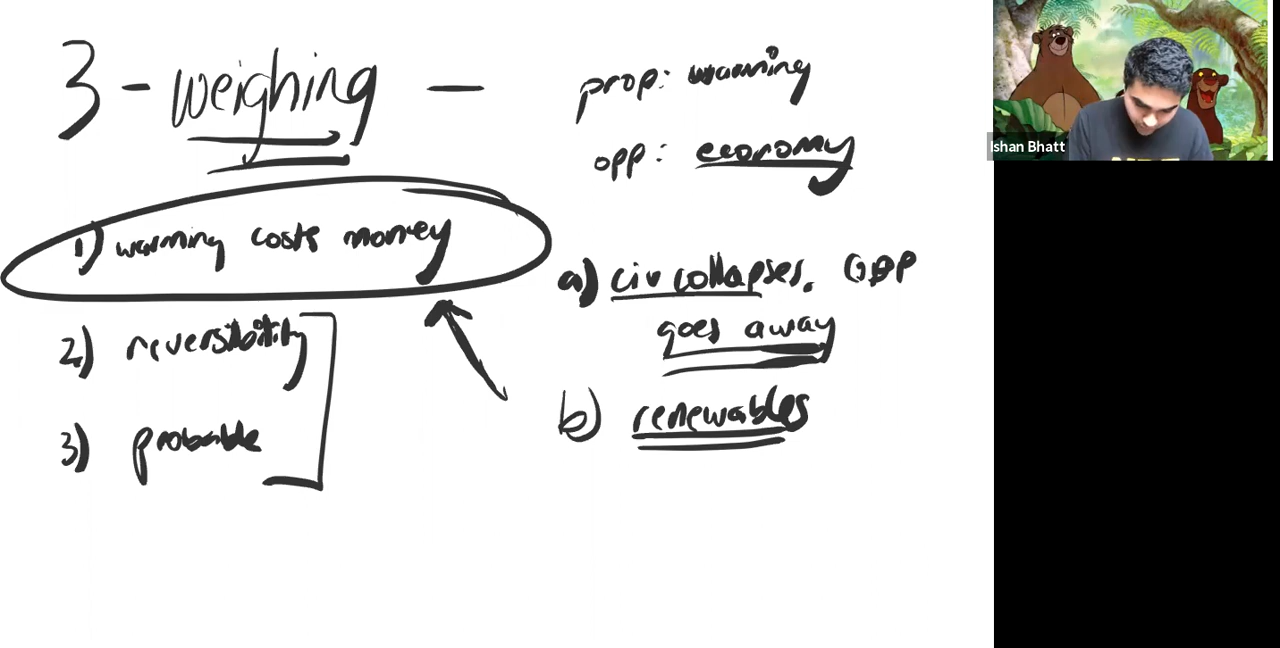 3 - weighing -
prop: warming
opp: economy
1) warming costs money
2) reversibility
3) probable
a) civ collapses. GDP
goes away
b) renewables
Ishan Bhatt